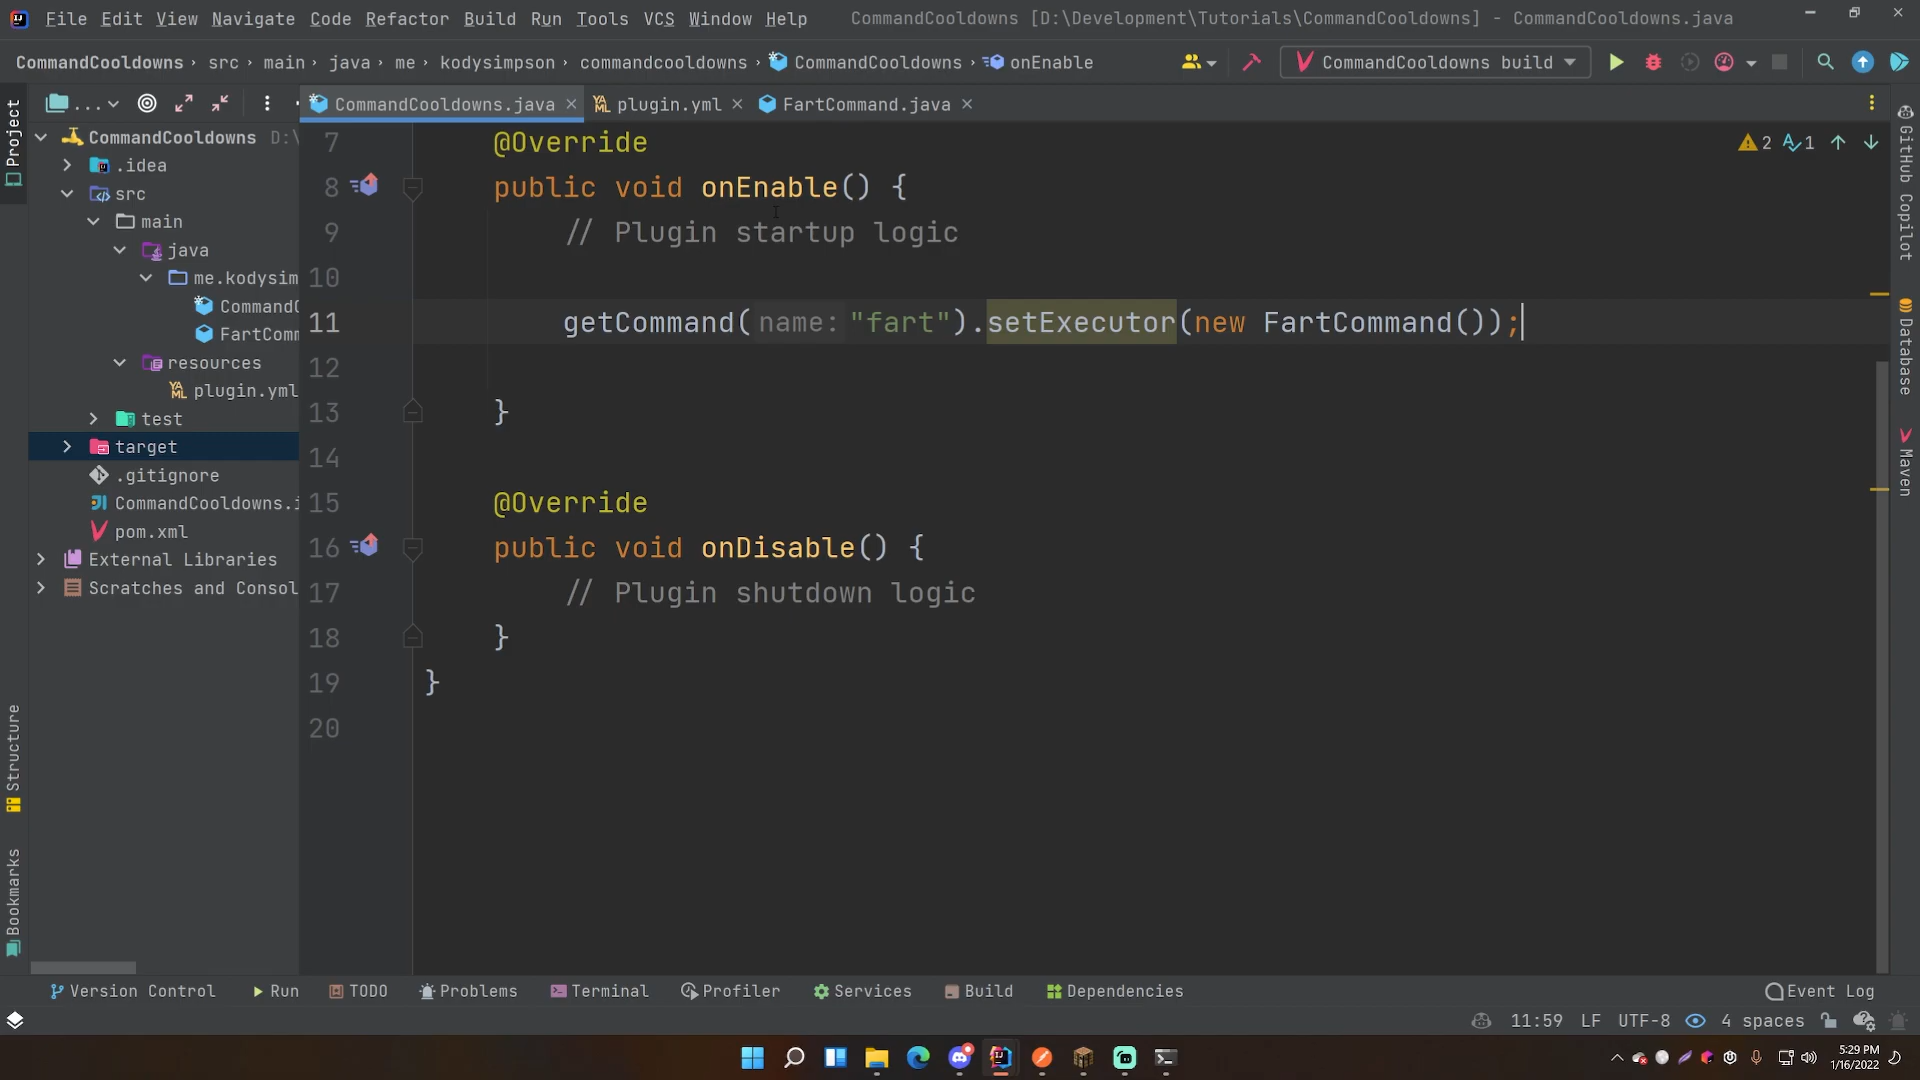 File Edit View Navigate Code Refactor Build Run Tools VCS Window Help CommandCooldowns [D:\Development\Tutorials\CommandCooldowns] - CommandCooldowns.java
CommandCooldowns › src › main › java › me › kodysimpson › commandcooldowns › CommandCooldowns › onEnable
CommandCooldowns build
Project
...
CommandCooldowns.java
plugin.yml
FartCommand.java
CommandCooldowns D:\
.idea
src
main
java
me.kodysim
CommandC
FartComm
resources
plugin.yml
test
target
.gitignore
CommandCooldowns.i
pom.xml
External Libraries
Scratches and Consol
7 @Override
8 public void onEnable() {
9 // Plugin startup logic
10
11 getCommand( name: "fart").setExecutor(new FartCommand());
12
13 }
14
15 @Override
16 public void onDisable() {
17 // Plugin shutdown logic
18 }
19 }
20
2 1
GitHub Copilot
Database
Maven
Structure
Bookmarks
Version Control Run TODO Problems Terminal Profiler Services Build Dependencies Event Log
11:59 LF UTF-8 4 spaces
5:29 PM
1/16/2022